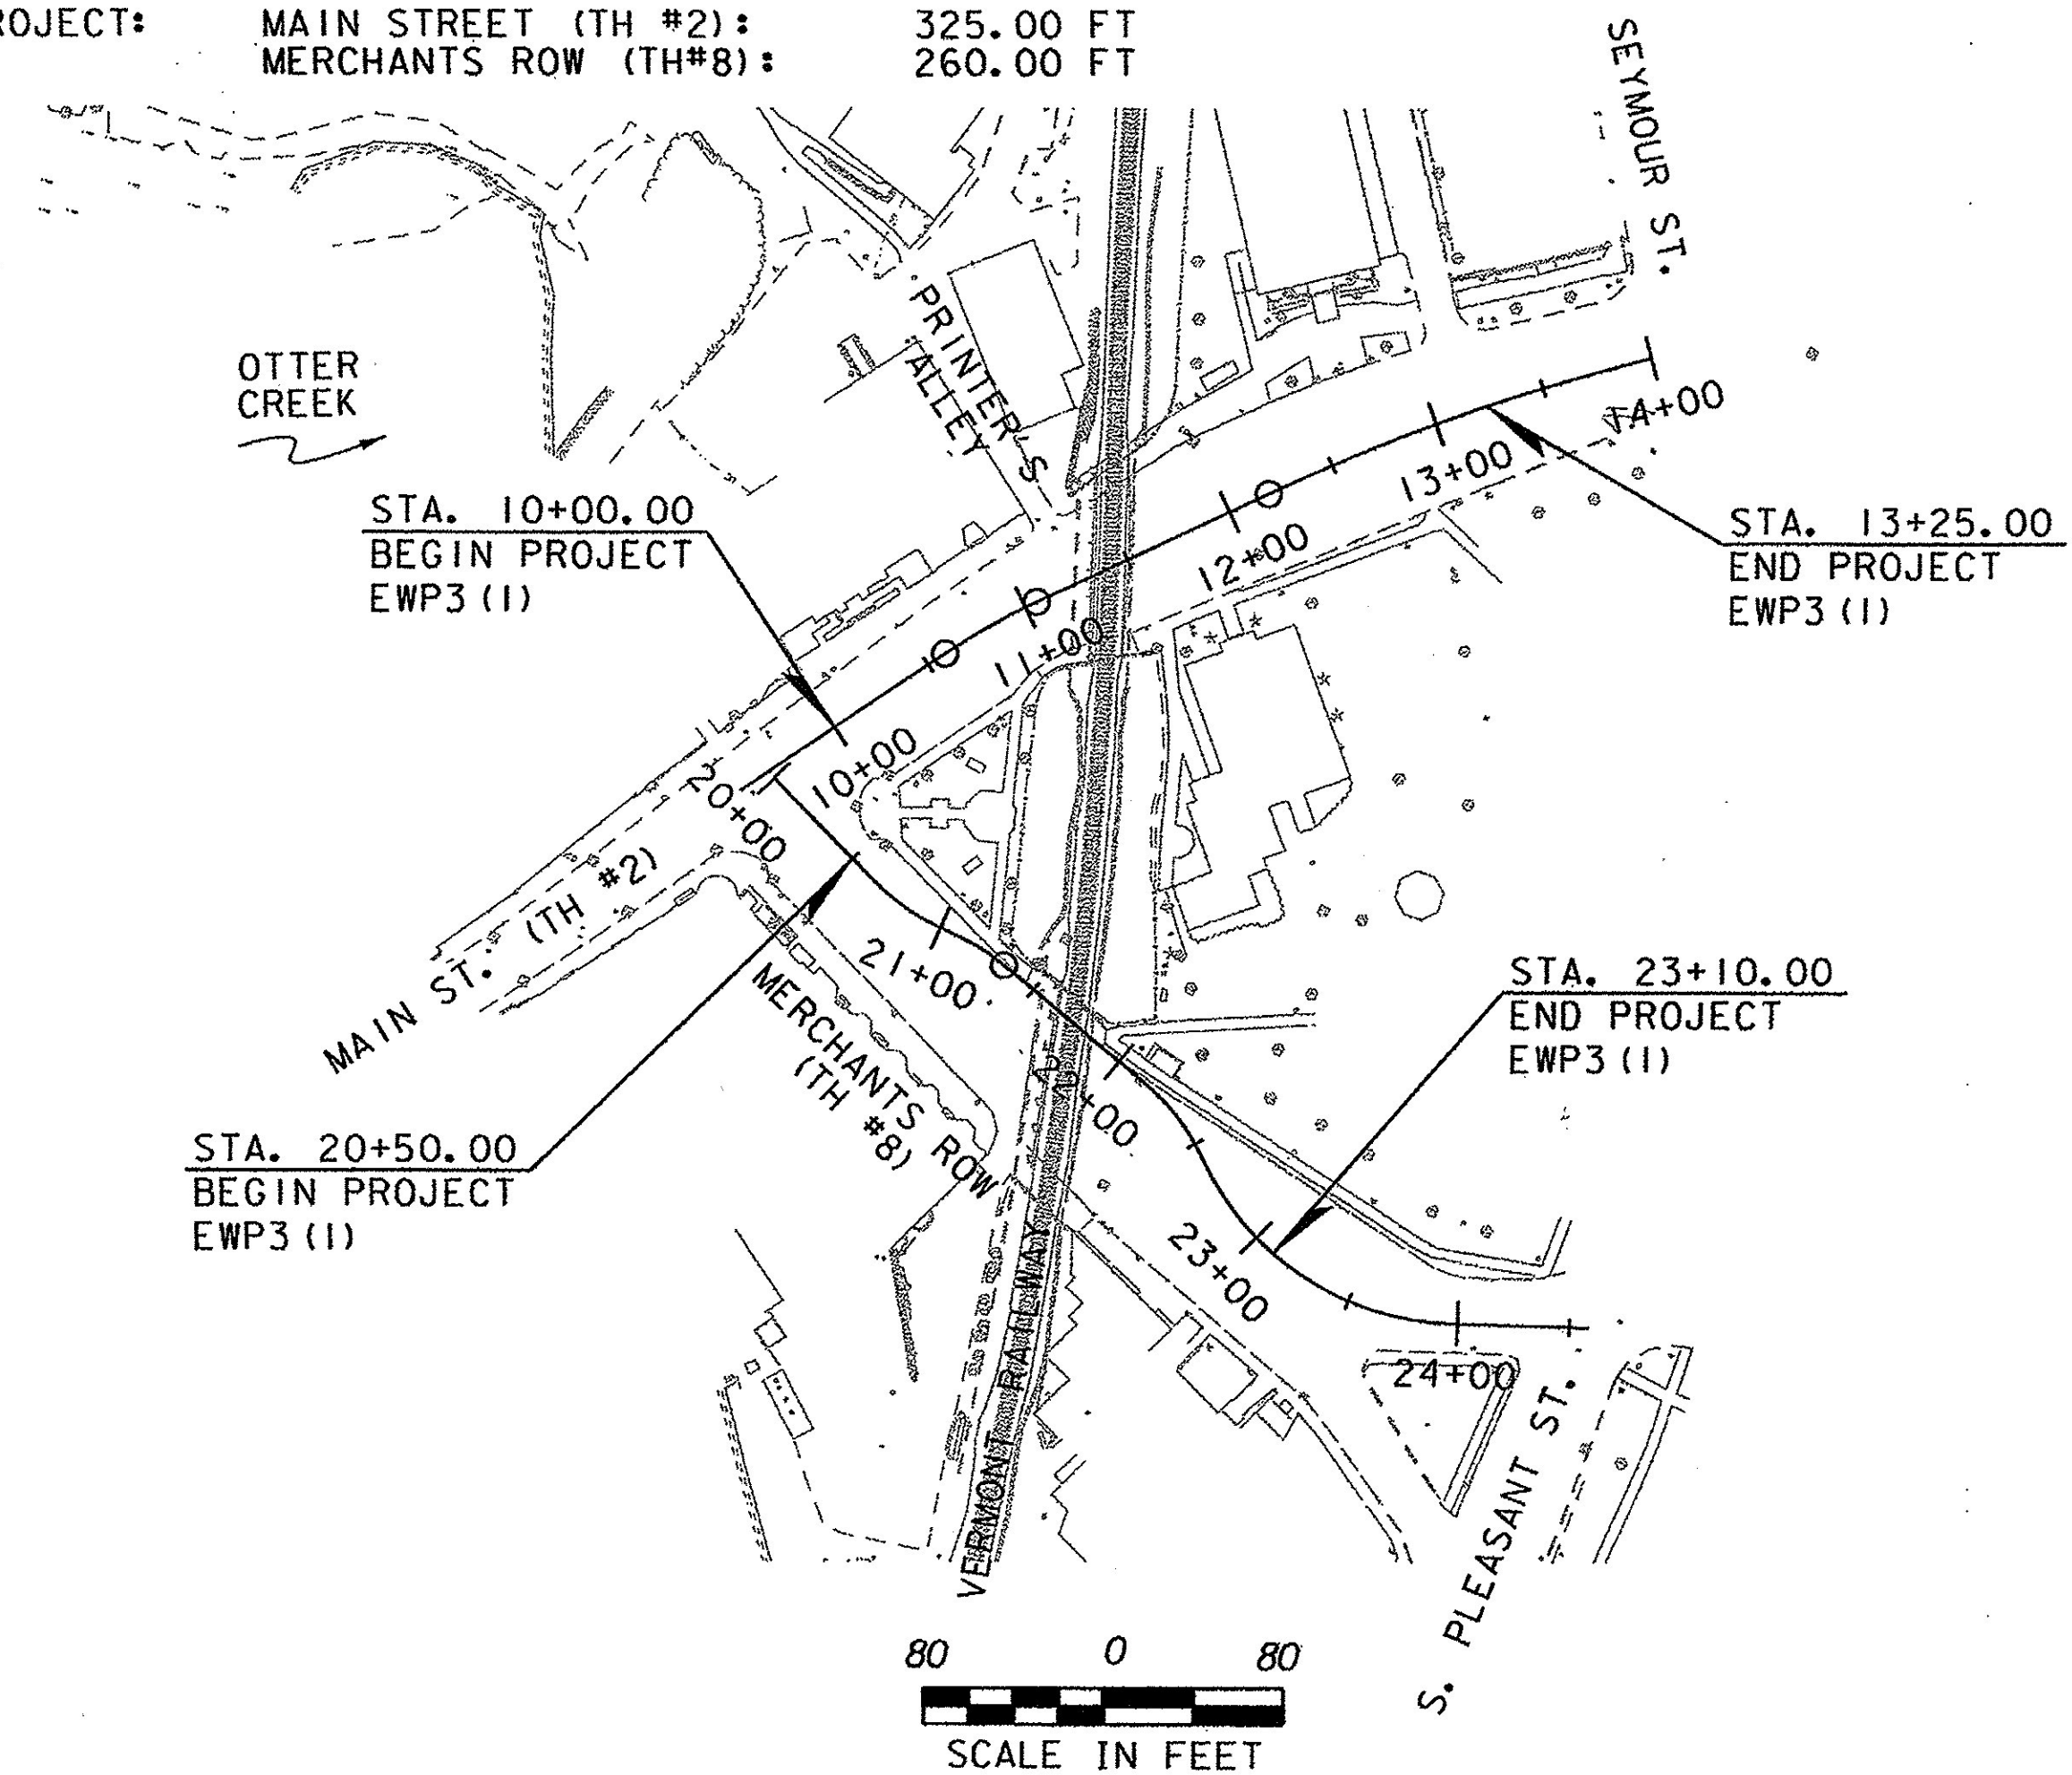 ROJECT: MAIN STREET (TH #2): 325.00 FT
MERCHANTS ROW (TH#8): 260.00 FT
SEYMOUR ST.
PRINTER'S
ALLEY
OTTER
CREEK
STA. 10+00.00
BEGIN PROJECT
EWP3 (1)
14+00
13+00
12+00
11+00
10+00
STA. 13+25.00
END PROJECT
EWP3 (1)
20+00
MAIN ST. (TH #2)
21+00
MERCHANTS ROW
(TH #8)
22+00
STA. 23+10.00
END PROJECT
EWP3 (1)
STA. 20+50.00
BEGIN PROJECT
EWP3 (1)
23+00
24+00
VERMONT RAILWAY
S. PLEASANT ST.
80 0 80
SCALE IN FEET